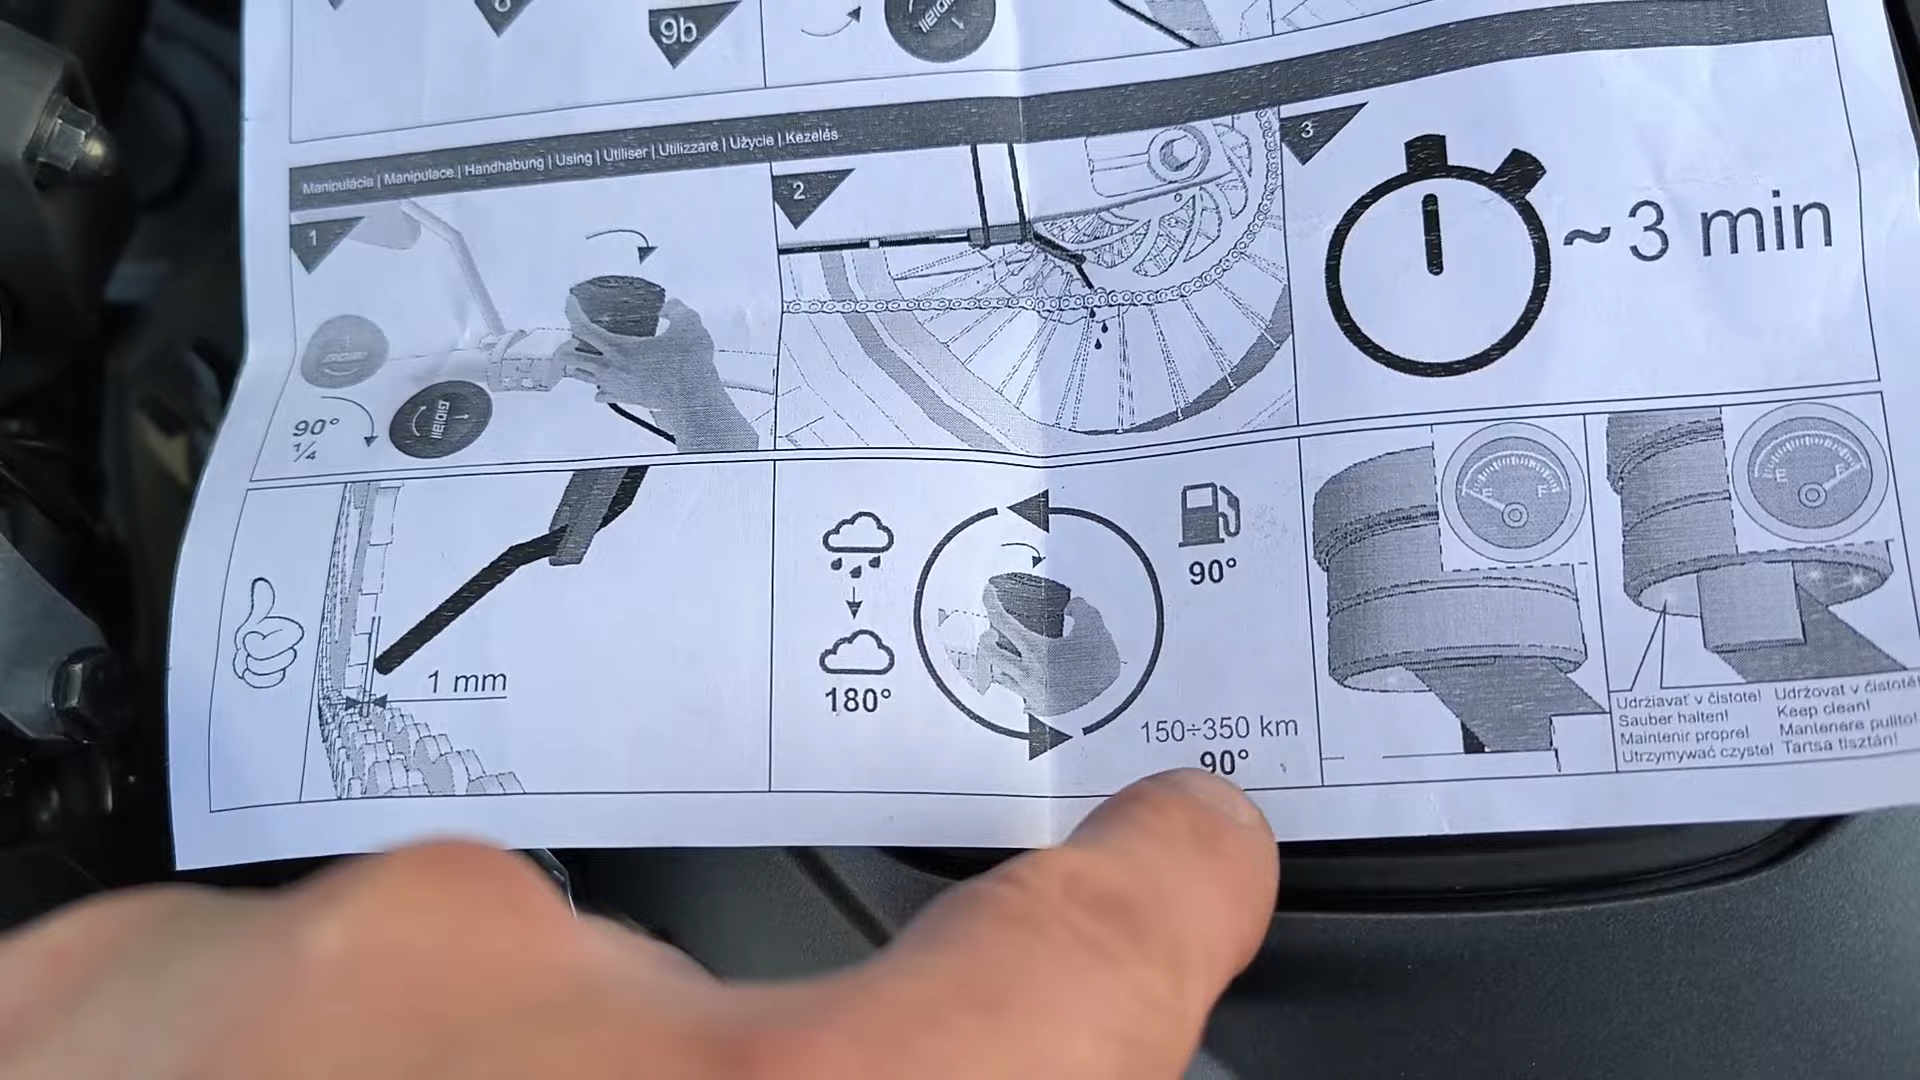 9b
Manipulácia | Manipulace | Handhabung | Using | Utiliser | Utilizzare | Użycie | Kezelés
1
2
3
~3 min
90°
¼
1 mm
180°
90°
150÷350 km
90°
E F
E F
Udržiavať v čistote! Udržovat v čistotě!
Sauber halten! Keep clean!
Maintenir propre! Mantenere pulito!
Utrzymywać czyste! Tartsa tisztán!